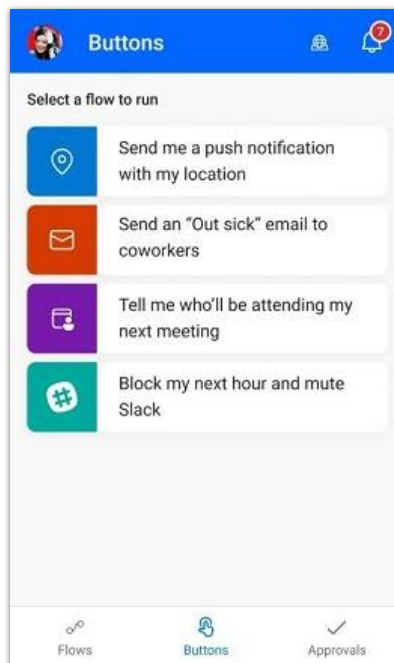 Buttons
7
Select a flow to run
Send me a push notification
with my location
Send an “Out sick” email to
coworkers
Tell me who’ll be attending my
next meeting
Block my next hour and mute
Slack
Flows
Buttons
Approvals